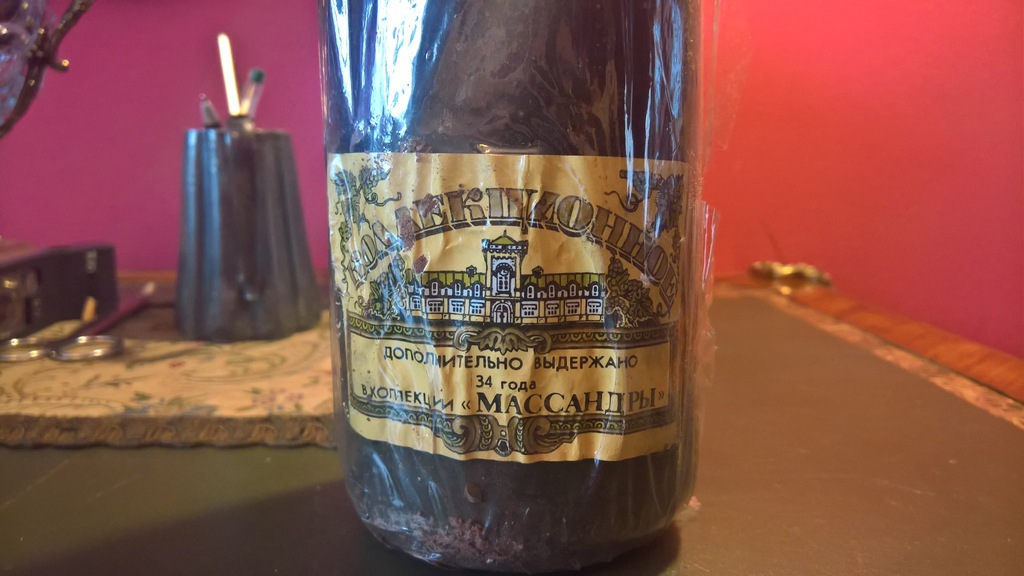 КОЛЛЕКЦИОННОЕ
ДОПОЛНИТЕЛЬНО ВЫДЕРЖАНО
34 года
В КОЛЛЕКЦИИ «МАССАНДРЫ»